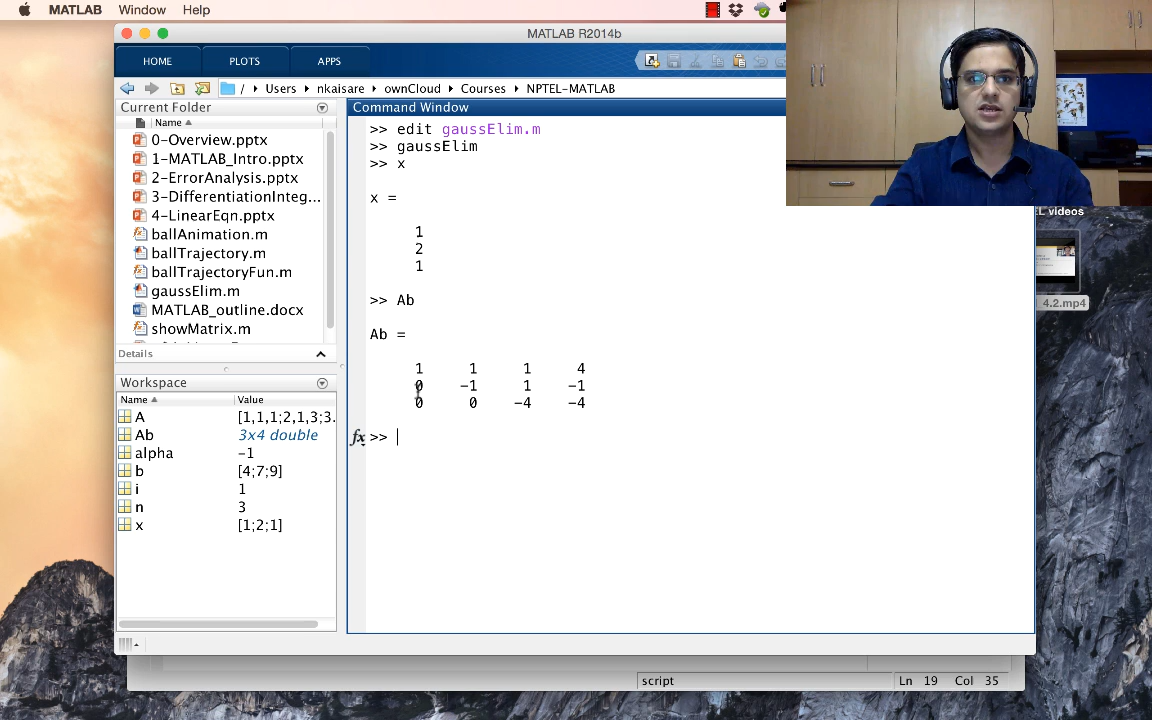 MATLAB Window Help
MATLAB R2014b
HOME PLOTS APPS
/ Users nkaisare ownCloud Courses NPTEL-MATLAB
Current Folder
Name
0-Overview.pptx
1-MATLAB_Intro.pptx
2-ErrorAnalysis.pptx
3-DifferentiationInteg...
4-LinearEqn.pptx
ballAnimation.m
ballTrajectory.m
ballTrajectoryFun.m
gaussElim.m
MATLAB_outline.docx
showMatrix.m
Details
Workspace
Name Value
A [1,1,1;2,1,3;3.
Ab 3x4 double
alpha -1
b [4;7;9]
i 1
n 3
x [1;2;1]
Command Window
>> edit gaussElim.m
>> gaussElim
>> x
x =
1
2
1
>> Ab
Ab =
1 1 1 4
0 -1 1 -1
0 0 -4 -4
fx >>
videos
4.2.mp4
script Ln 19 Col 35